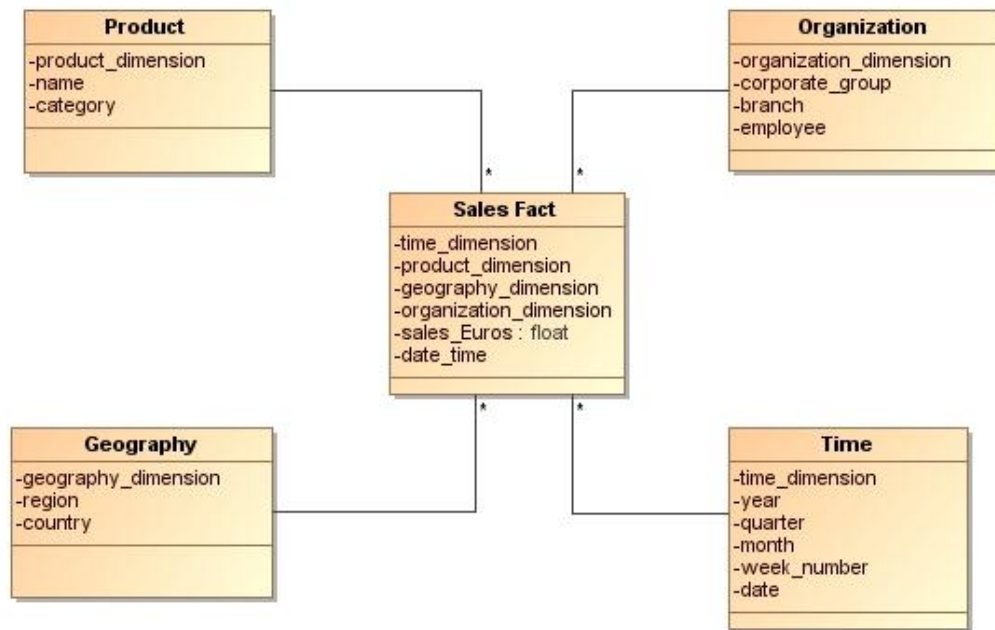 Product
-product_dimension
-name
-category
Organization
-organization_dimension
-corporate_group
-branch
-employee
*
*
Sales Fact
-time_dimension
-product_dimension
-geography_dimension
-organization_dimension
-sales_Euros : float
-date_time
*
*
Geography
-geography_dimension
-region
-country
Time
-time_dimension
-year
-quarter
-month
-week_number
-date